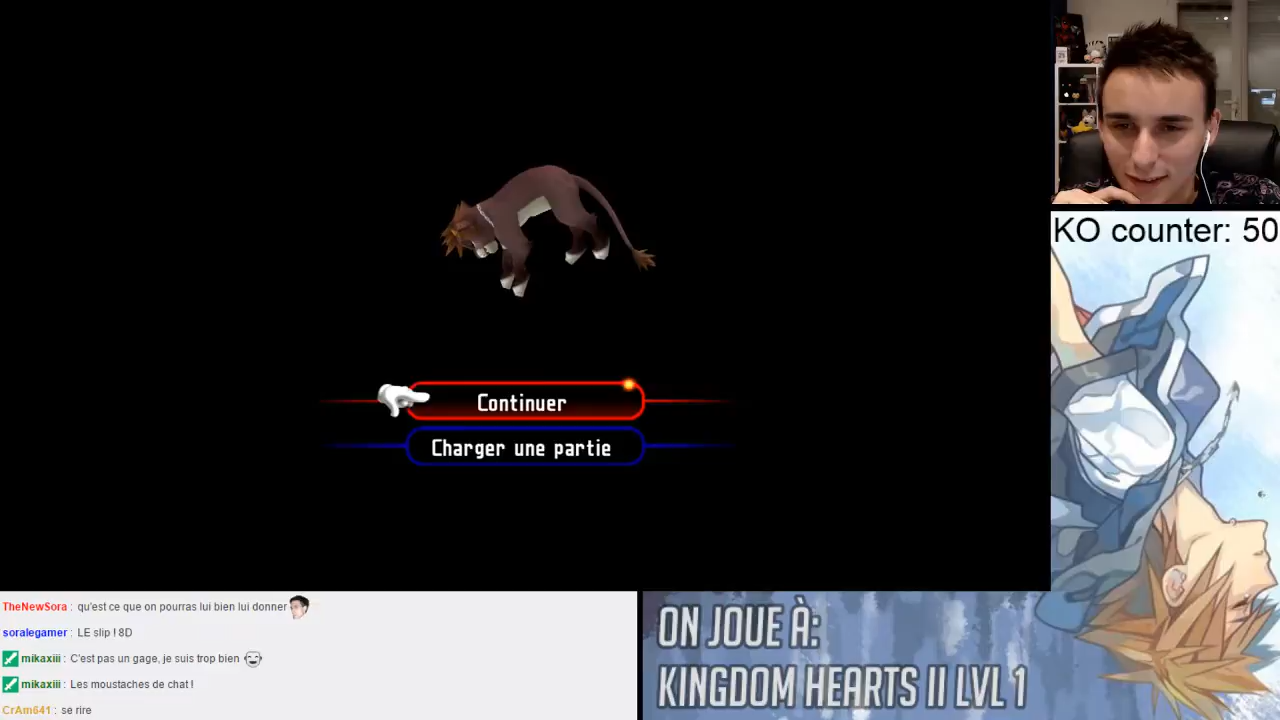 KO counter: 50
Continuer
Charger une partie
TheNewSora : qu'est ce que on pourras lui bien lui donner
soralegamer : LE slip ! 8D
mikaxiii : C'est pas un gage, je suis trop bien
mikaxiii : Les moustaches de chat !
CrAm641 : se rire
ON JOUE À:
KINGDOM HEARTS II LVL 1